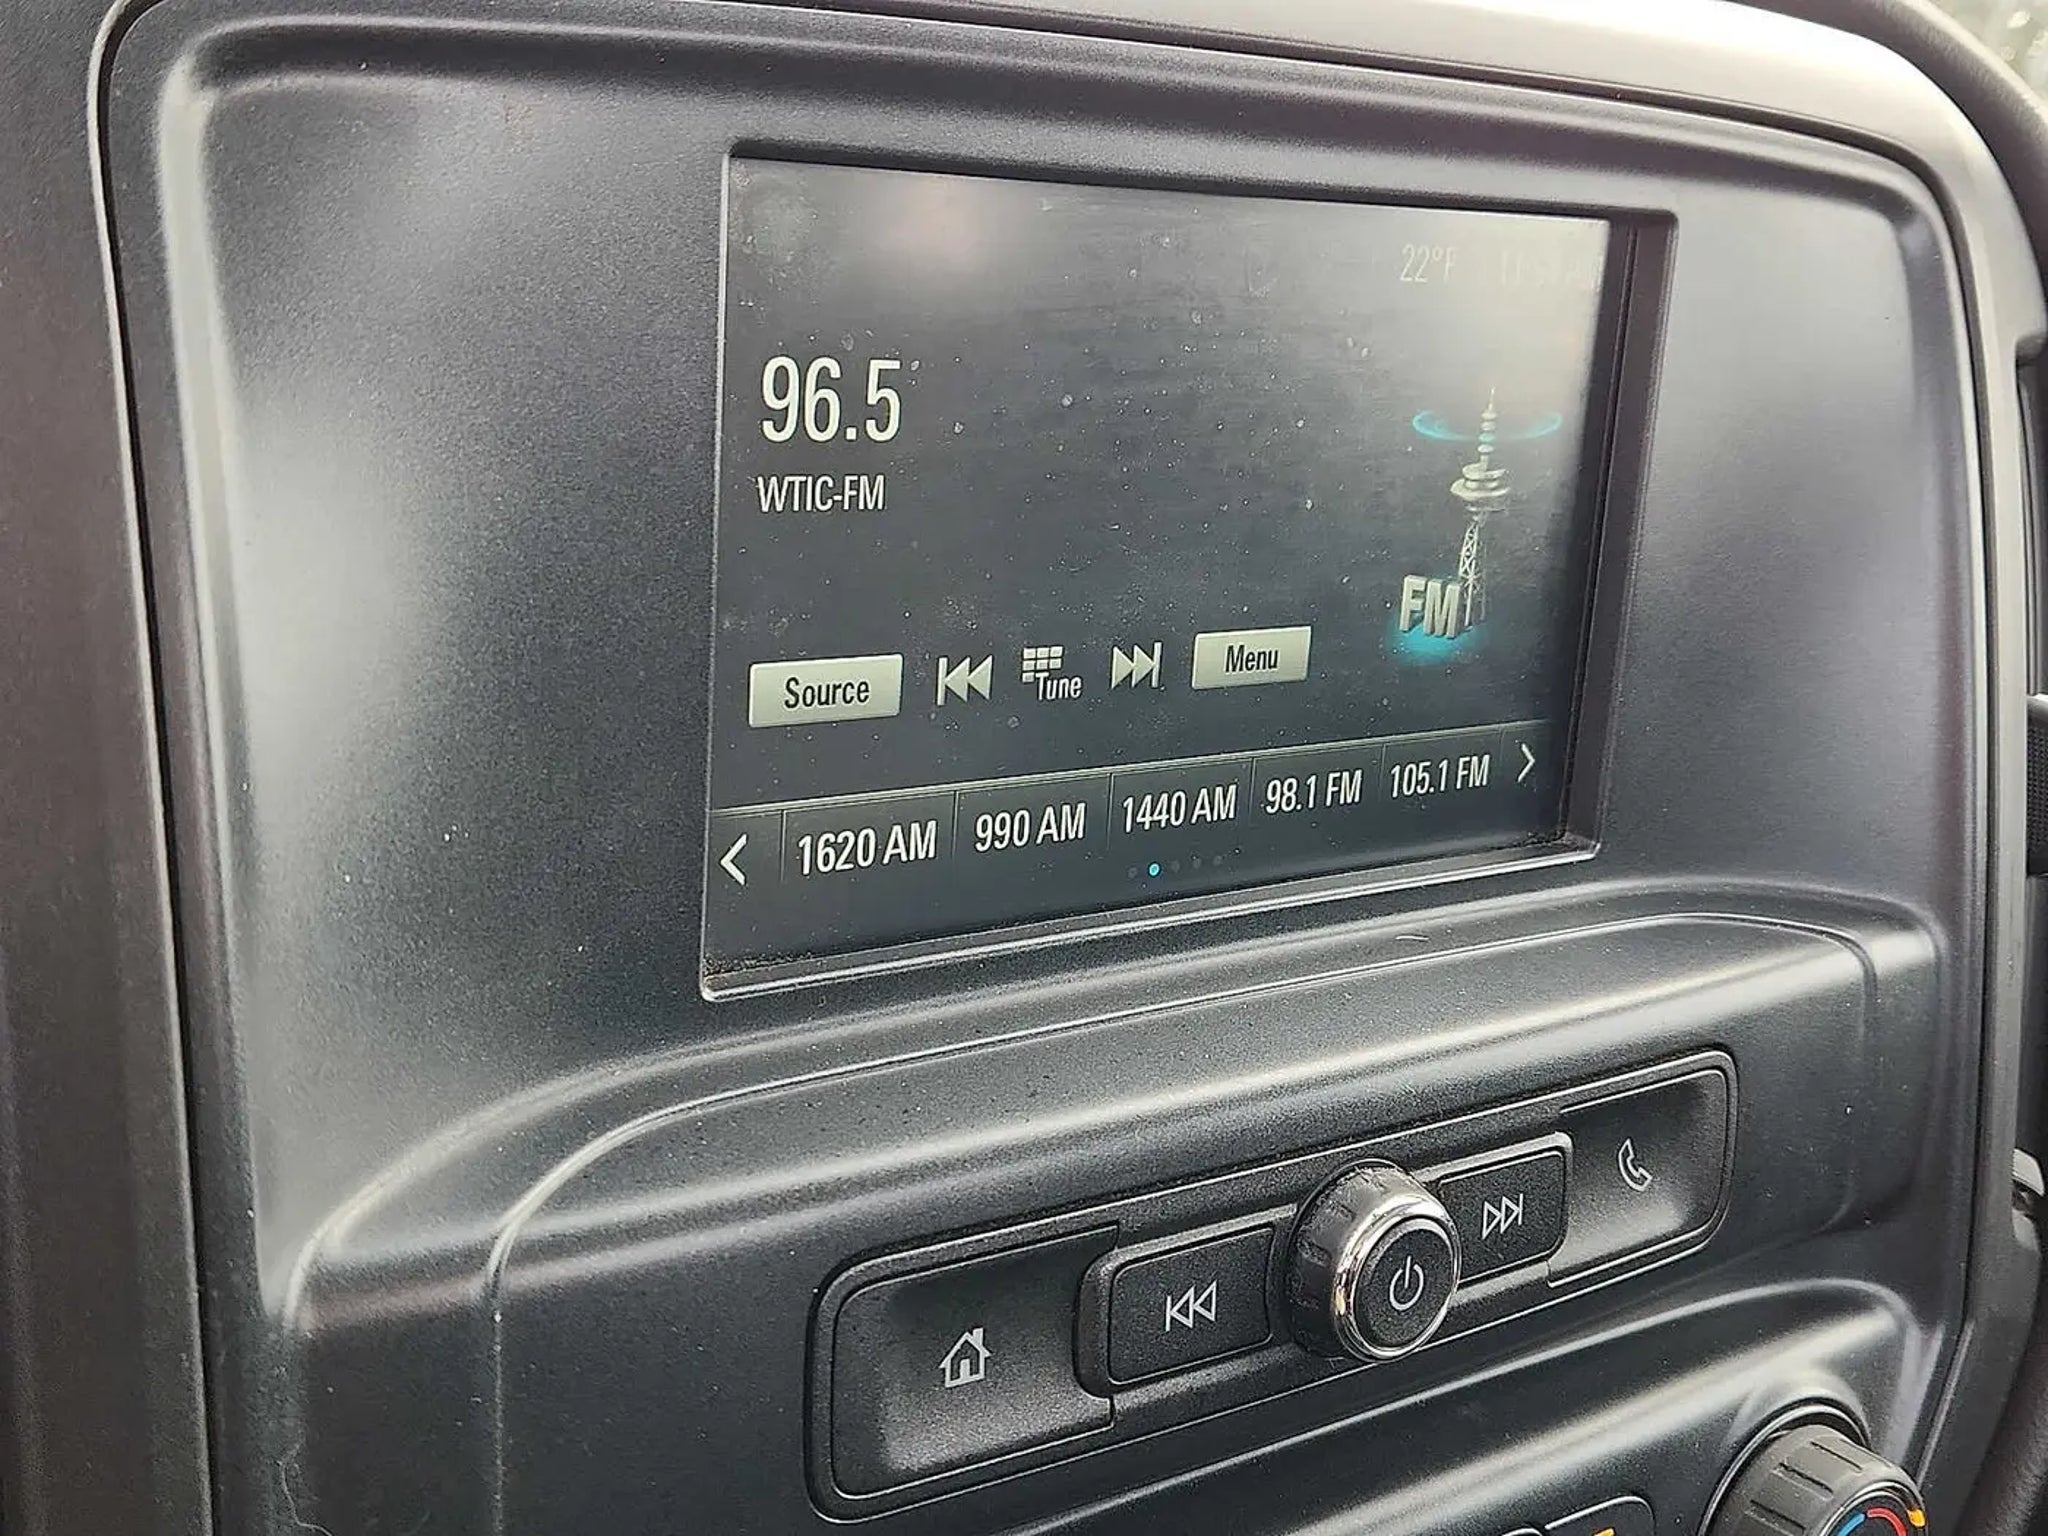 22°F
96.5
WTIC-FM
FM
Source
Tune
Menu
1620 AM
990 AM
1440 AM
98.1 FM
105.1 FM